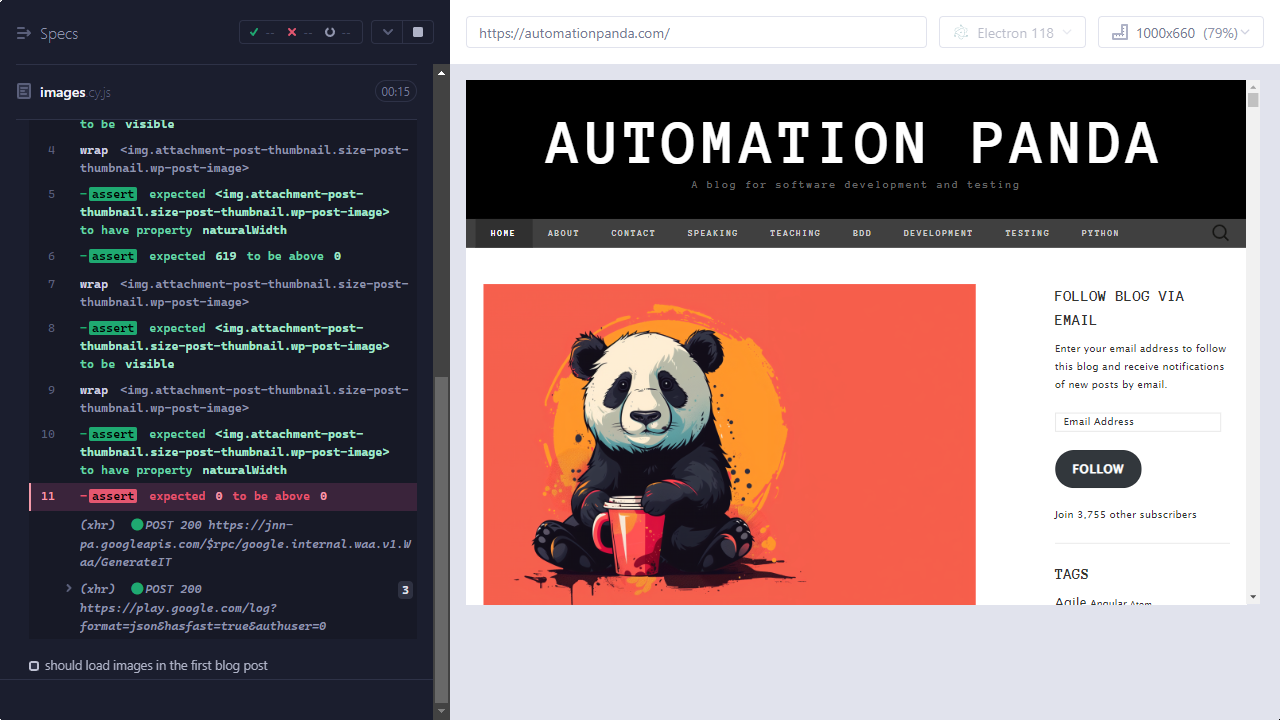 Specs
-- -- --
https://automationpanda.com/
Electron 118
1000x660 (79%)
images.cy.js
00:15
to be visible
4 wrap <img.attachment-post-thumbnail.size-post-
thumbnail.wp-post-image>
5 -assert expected <img.attachment-post-
thumbnail.size-post-thumbnail.wp-post-image>
to have property naturalWidth
6 -assert expected 619 to be above 0
7 wrap <img.attachment-post-thumbnail.size-post-
thumbnail.wp-post-image>
8 -assert expected <img.attachment-post-
thumbnail.size-post-thumbnail.wp-post-image>
to be visible
9 wrap <img.attachment-post-thumbnail.size-post-
thumbnail.wp-post-image>
10 -assert expected <img.attachment-post-
thumbnail.size-post-thumbnail.wp-post-image>
to have property naturalWidth
11 -assert expected 0 to be above 0
(xhr) POST 200 https://jnn-
pa.googleapis.com/$rpc/google.internal.waa.v1.W
aa/GenerateIT
(xhr) POST 200 3
https://play.google.com/log?
format=json&hasfast=true&authuser=0
should load images in the first blog post
AUTOMATION PANDA
A blog for software development and testing
HOME ABOUT CONTACT SPEAKING TEACHING BDD DEVELOPMENT TESTING PYTHON
FOLLOW BLOG VIA
EMAIL
Enter your email address to follow
this blog and receive notifications
of new posts by email.
Email Address
FOLLOW
Join 3,755 other subscribers
TAGS
Agile Angular Atom